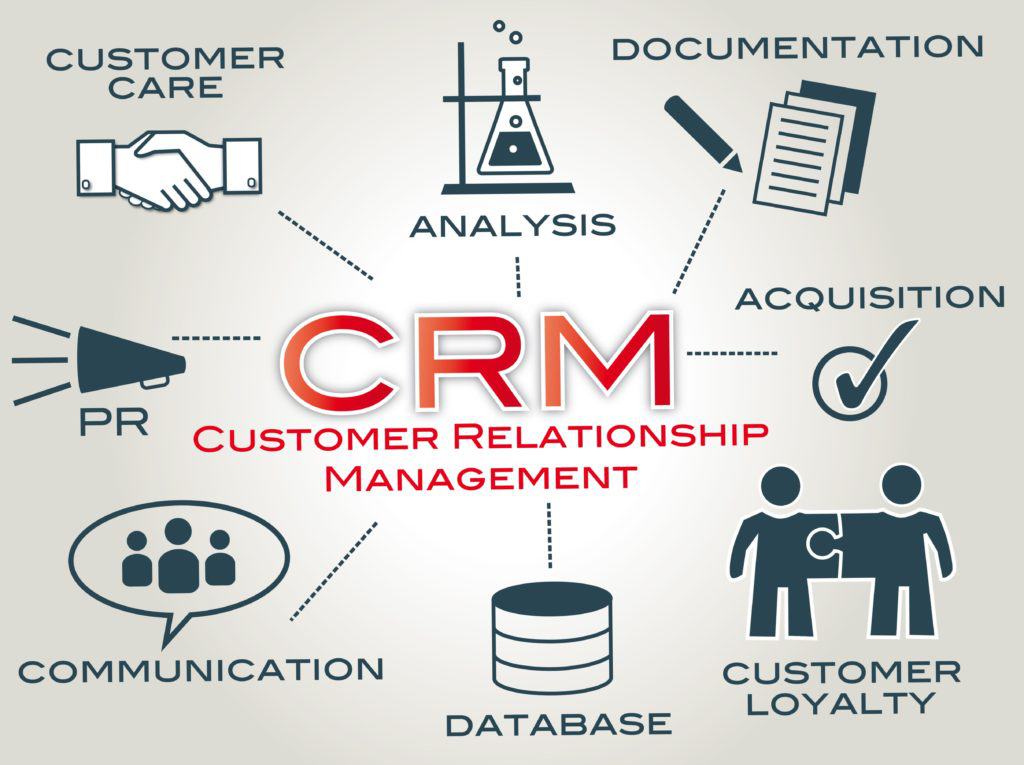 CUSTOMER
CARE
ANALYSIS
DOCUMENTATION
ACQUISITION
PR
CRM
CUSTOMER RELATIONSHIP
MANAGEMENT
COMMUNICATION
DATABASE
CUSTOMER
LOYALTY